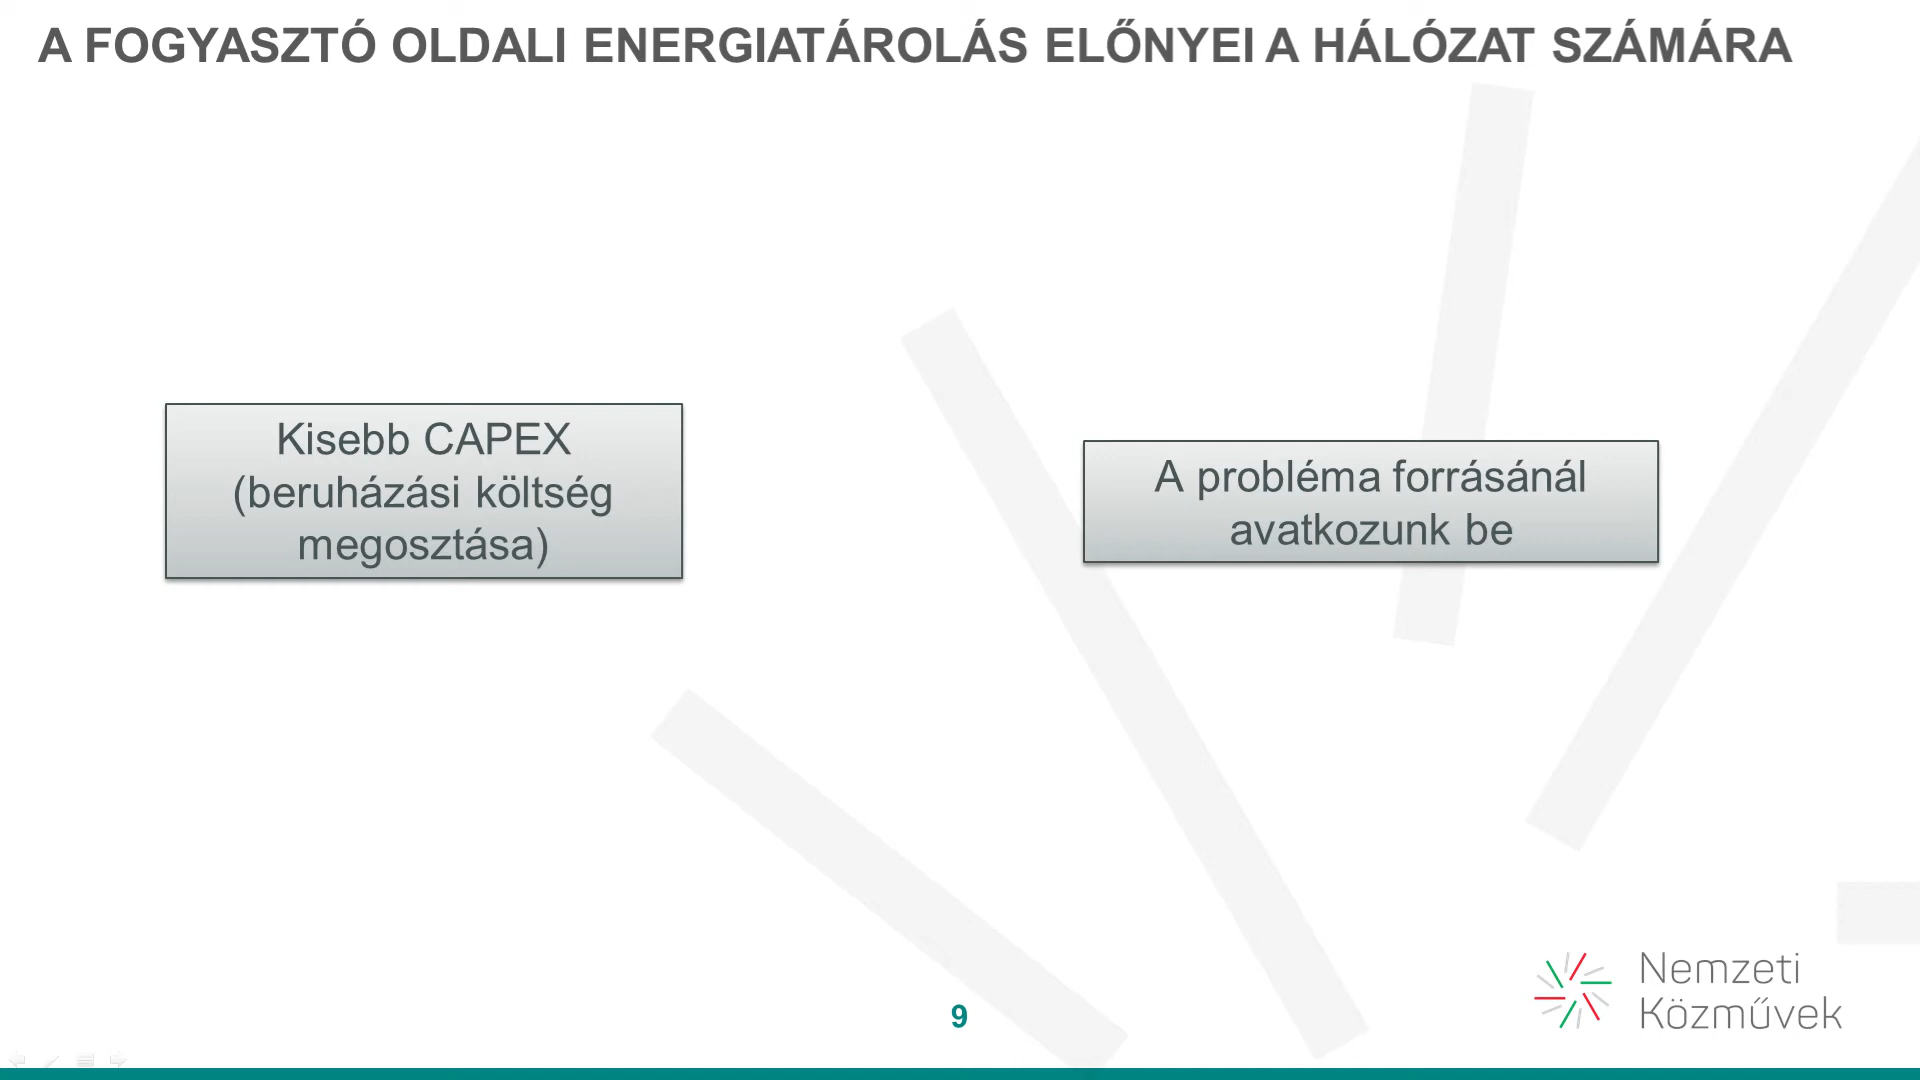 A FOGYASZTÓ OLDALI ENERGIATÁROLÁS ELŐNYEI A HÁLÓZAT SZÁMÁRA
Kisebb CAPEX
(beruházási költség
megosztása)
A probléma forrásánál
avatkozunk be
9
Nemzeti
Közművek